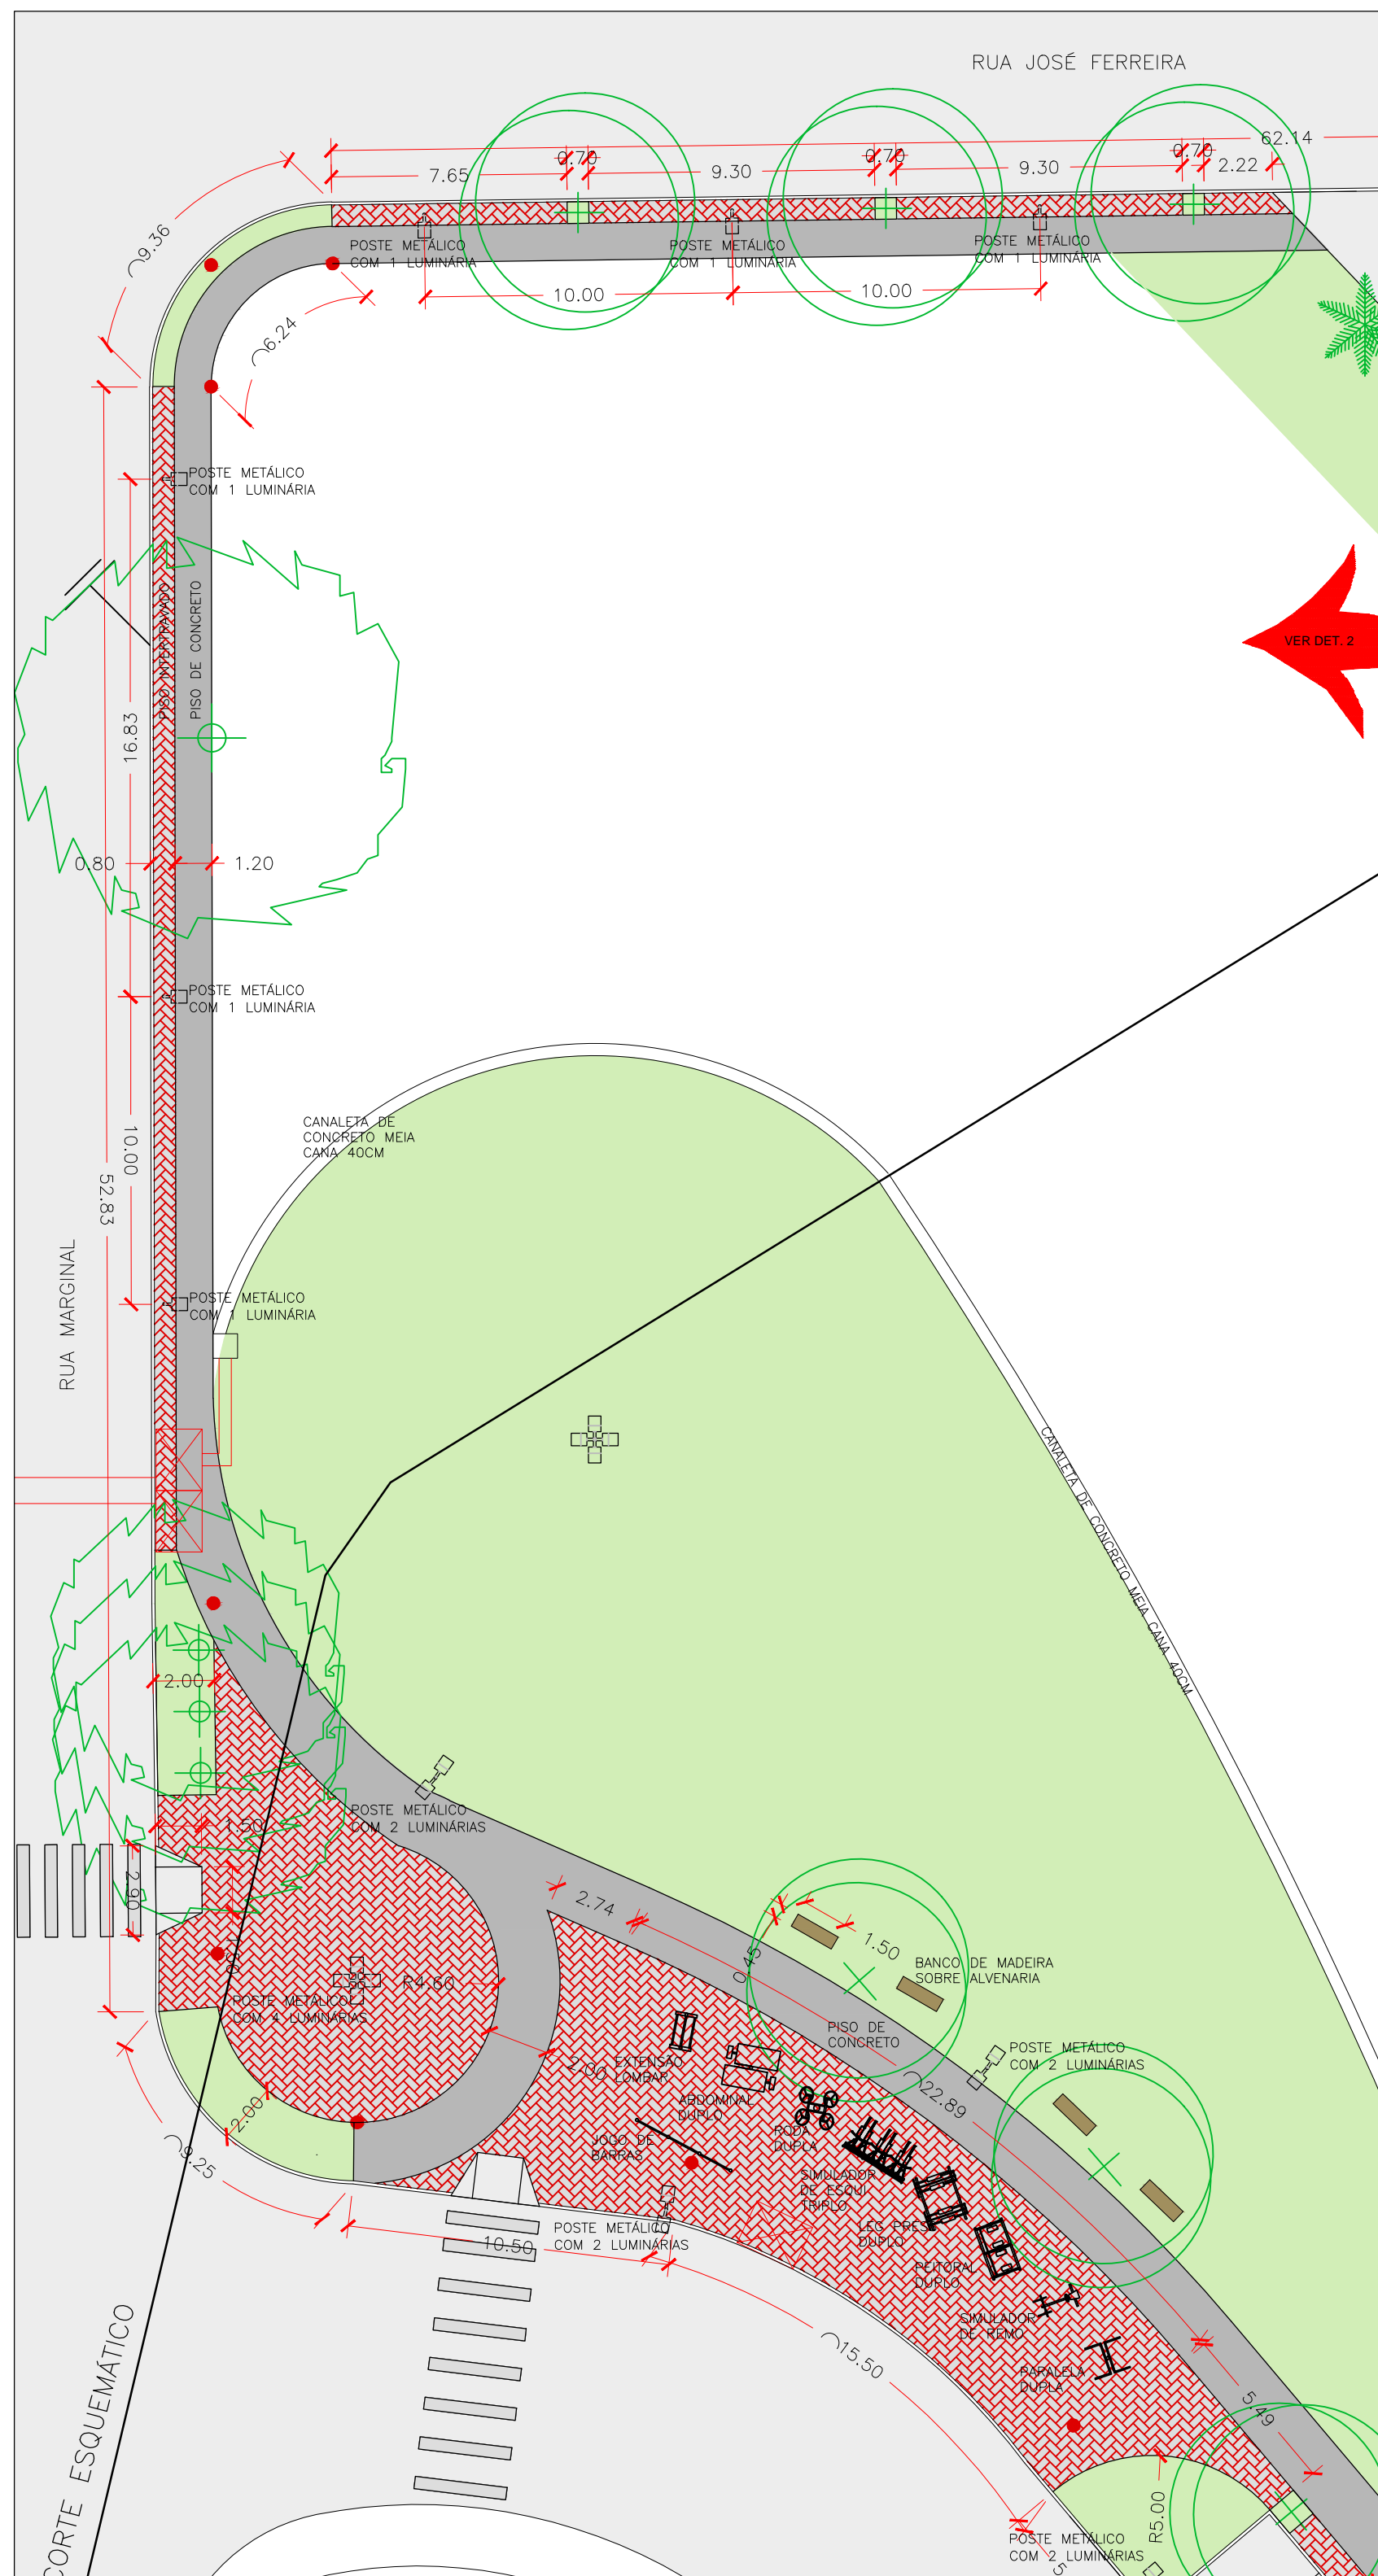 RUA JOSÉ FERREIRA
62.14
0.70
0.70
0.70
7.65
9.30
9.30
2.22
9.36
POSTE METÁLICO
COM 1 LUMINÁRIA
POSTE METÁLICO
COM 1 LUMINÁRIA
POSTE METÁLICO
COM 1 LUMINÁRIA
10.00
10.00
6.24
POSTE METÁLICO
COM 1 LUMINÁRIA
PISO INTERTRAVADO
PISO DE CONCRETO
VER DET. 2
16.83
0.80
1.20
POSTE METÁLICO
COM 1 LUMINÁRIA
CANALETA DE
CONCRETO MEIA
CANA 40CM
10.00
52.83
RUA MARGINAL
POSTE METÁLICO
COM 1 LUMINÁRIA
CANALETA DE CONCRETO MEIA CANA 40CM
2.00
POSTE METÁLICO
COM 2 LUMINÁRIAS
1.50
2.90
1.50
2.74
0.45
1.50
BANCO DE MADEIRA
SOBRE ALVENARIA
R4.60
POSTE METÁLICO
COM 4 LUMINÁRIAS
PISO DE
CONCRETO
POSTE METÁLICO
COM 2 LUMINÁRIAS
2.00
EXTENSÃO
LOMBAR
22.89
ABDOMINAL
DUPLO
2.00
RODA
DUPLA
JOGO DE
BARRAS
9.25
SIMULADOR
DE ESQUI
TRIPLO
POSTE METÁLICO
COM 2 LUMINÁRIAS
10.50
LEG PRESS
DUPLO
PEITORAL
DUPLO
SIMULADOR
DE REMO
15.50
PARALELA
DUPLA
5.49
CORTE ESQUEMÁTICO
R5.00
POSTE METÁLICO
COM 2 LUMINÁRIAS